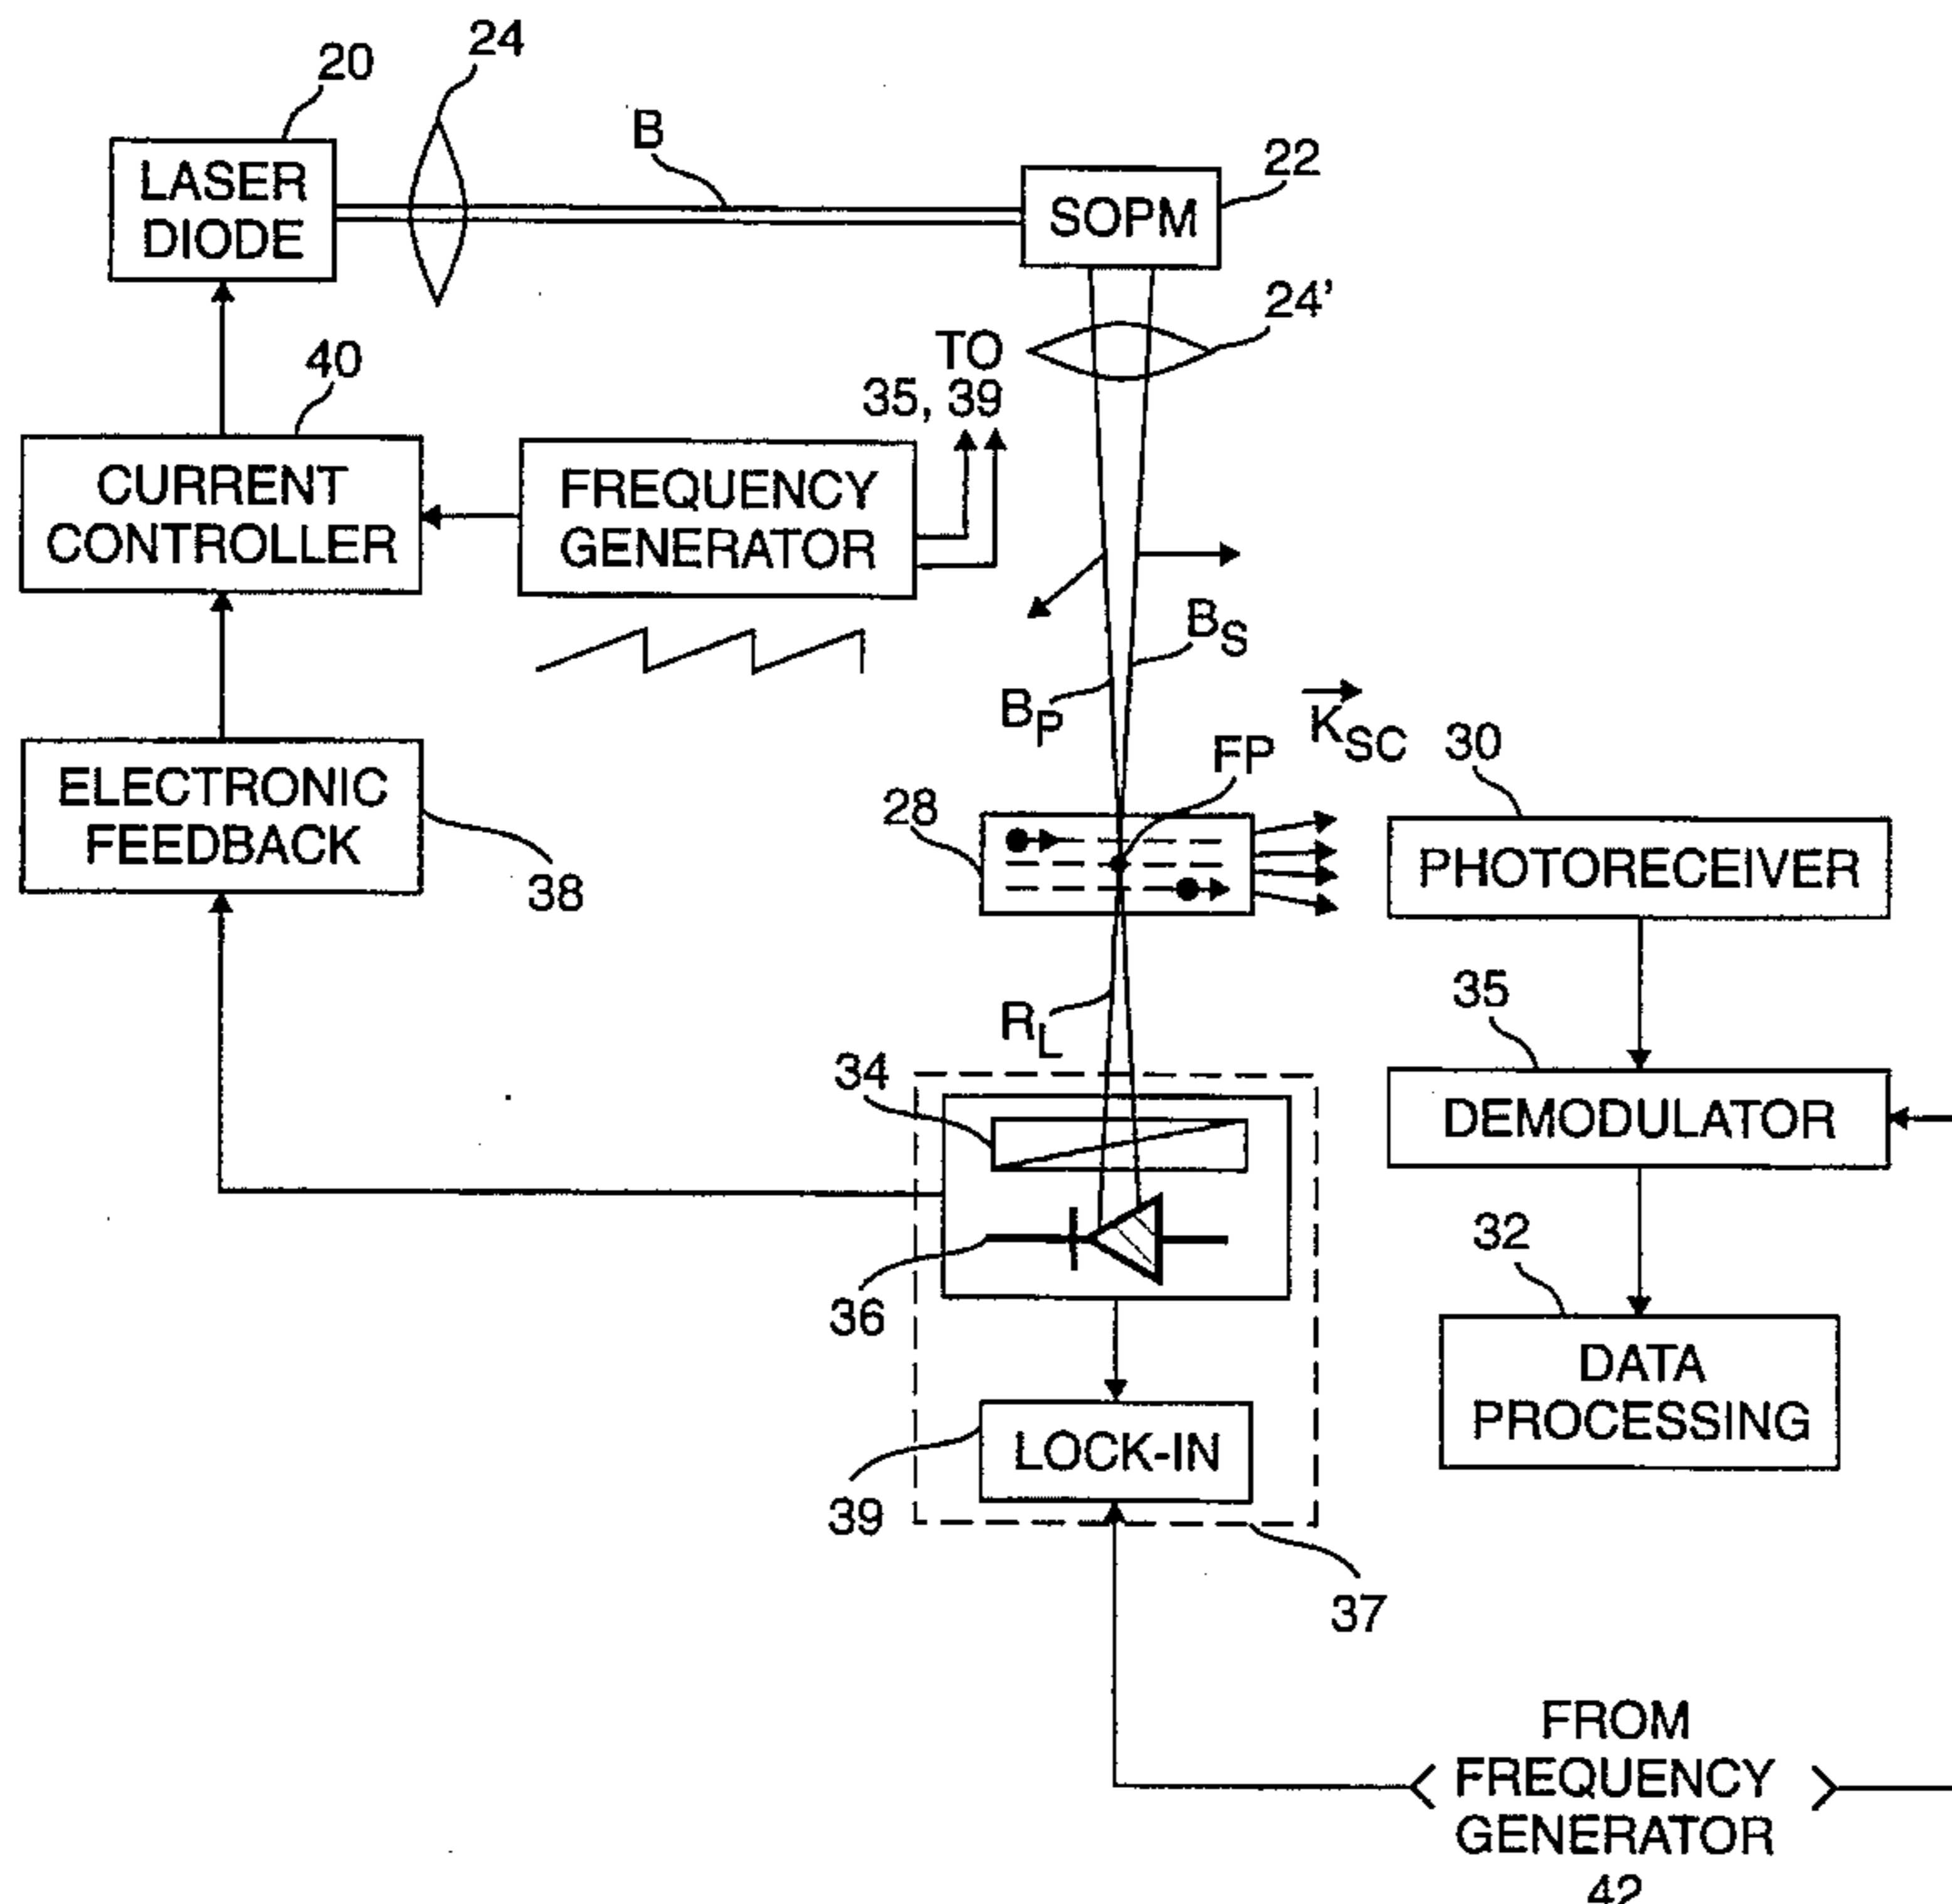 24
20
B
LASER
DIODE
22
SOPM
24'
TO
35, 39
40
CURRENT
CONTROLLER
FREQUENCY
GENERATOR
BS
BP
KSC
FP
30
ELECTRONIC
FEEDBACK
38
28
PHOTORECEIVER
RL
35
34
DEMODULATOR
36
32
DATA
PROCESSING
LOCK-IN
39
37
FROM
FREQUENCY
GENERATOR
42